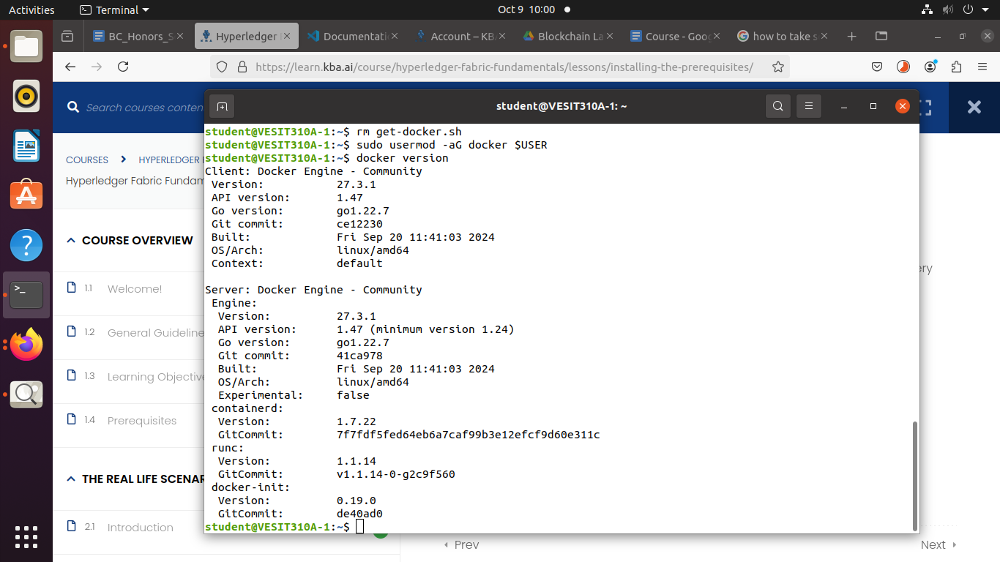 Activities
Terminal
Oct 9 10:00
BC_Honors_S
Hyperledger
Documentati
Account – KB
Blockchain La
Course - Goo
how to take s
https://learn.kba.ai/course/hyperledger-fabric-fundamentals/lessons/installing-the-prerequisites/
Search courses conten
COURSES
HYPERLEDGER
Hyperledger Fabric Fundam
COURSE OVERVIEW
1.1 Welcome!
1.2 General Guideline
1.3 Learning Objective
1.4 Prerequisites
THE REAL LIFE SCENAR
2.1 Introduction
student@VESIT310A-1: ~
student@VESIT310A-1:~$ rm get-docker.sh
student@VESIT310A-1:~$ sudo usermod -aG docker $USER
student@VESIT310A-1:~$ docker version
Client: Docker Engine - Community
Version: 27.3.1
API version: 1.47
Go version: go1.22.7
Git commit: ce12230
Built: Fri Sep 20 11:41:03 2024
OS/Arch: linux/amd64
Context: default
Server: Docker Engine - Community
Engine:
Version: 27.3.1
API version: 1.47 (minimum version 1.24)
Go version: go1.22.7
Git commit: 41ca978
Built: Fri Sep 20 11:41:03 2024
OS/Arch: linux/amd64
Experimental: false
containerd:
Version: 1.7.22
GitCommit: 7f7fdf5fed64eb6a7caf99b3e12efcf9d60e311c
runc:
Version: 1.1.14
GitCommit: v1.1.14-0-g2c9f560
docker-init:
Version: 0.19.0
GitCommit: de40ad0
student@VESIT310A-1:~$
ery
Prev
Next